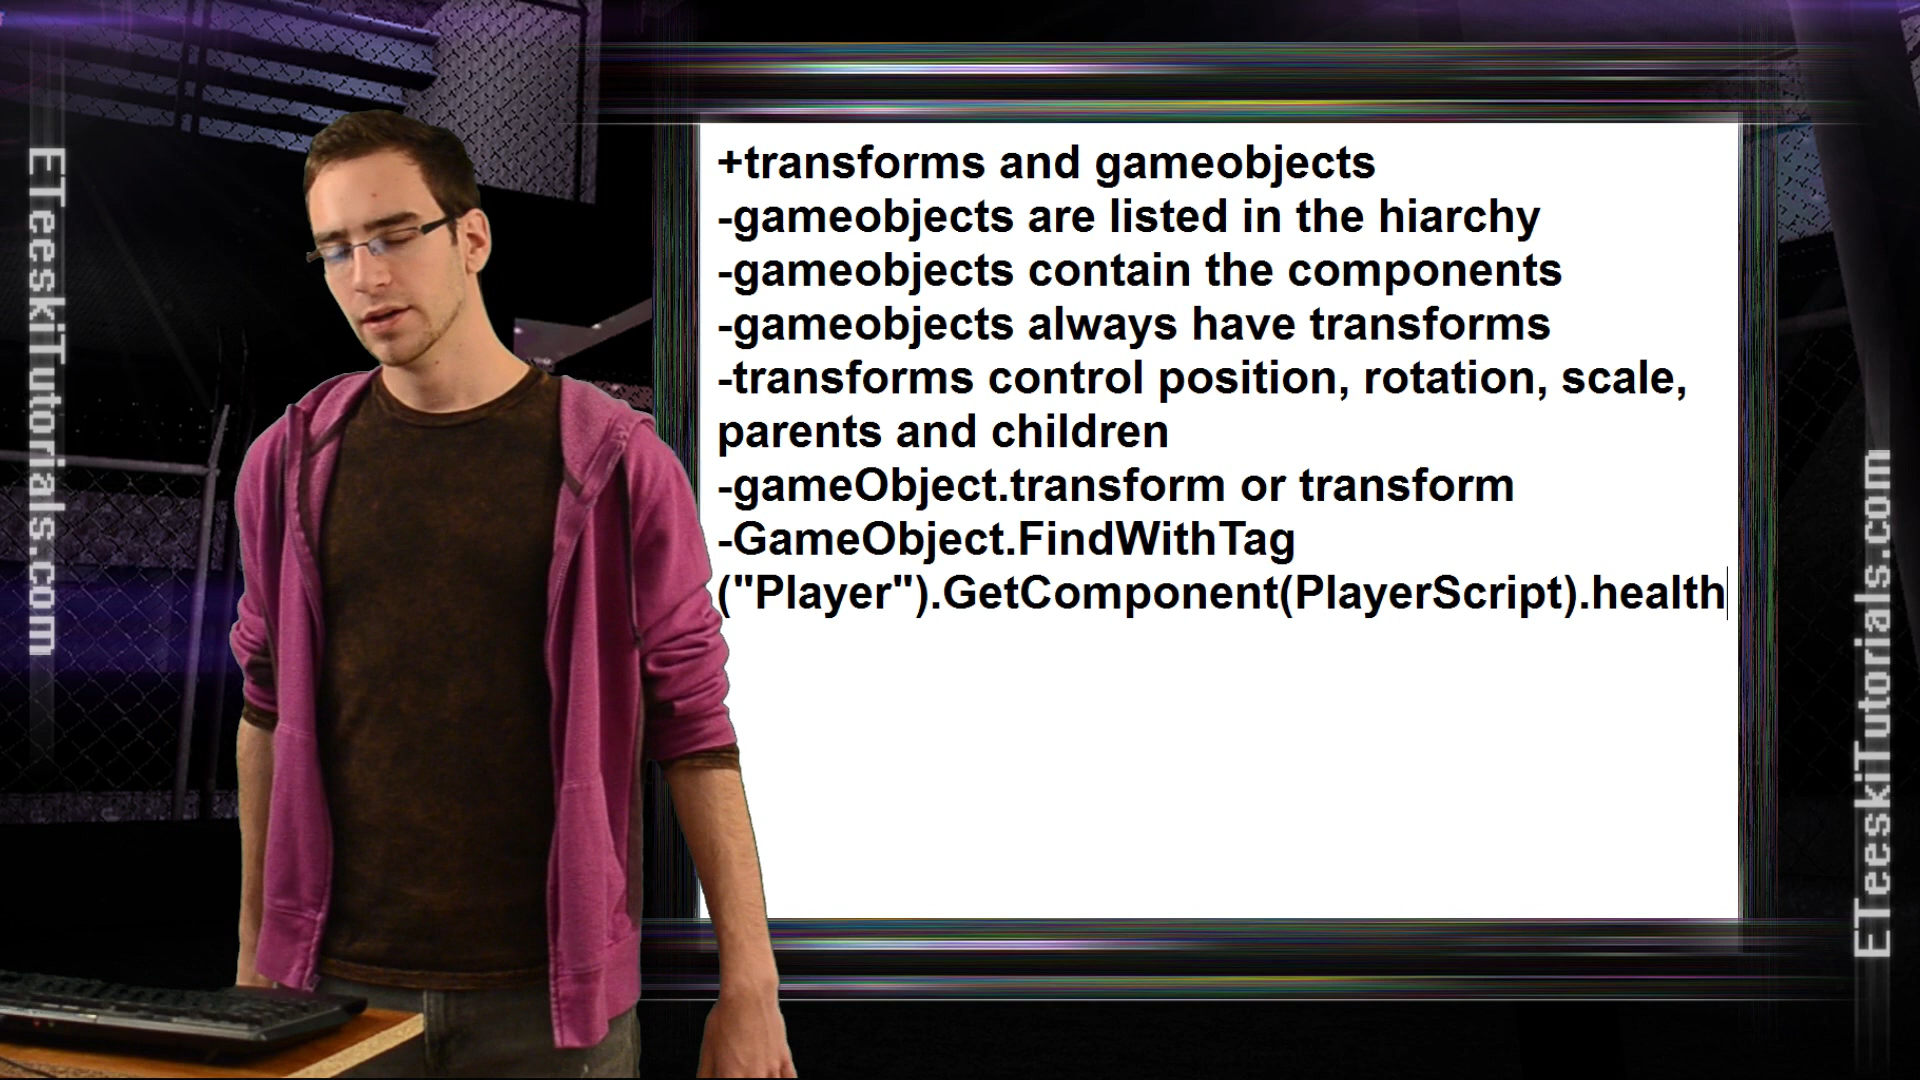 ETeeskiTutorials.com
+transforms and gameobjects
-gameobjects are listed in the hiarchy
-gameobjects contain the components
-gameobjects always have transforms
-transforms control position, rotation, scale,
parents and children
-gameObject.transform or transform
-GameObject.FindWithTag
("Player").GetComponent(PlayerScript).health
ETeeskiTutorials.com